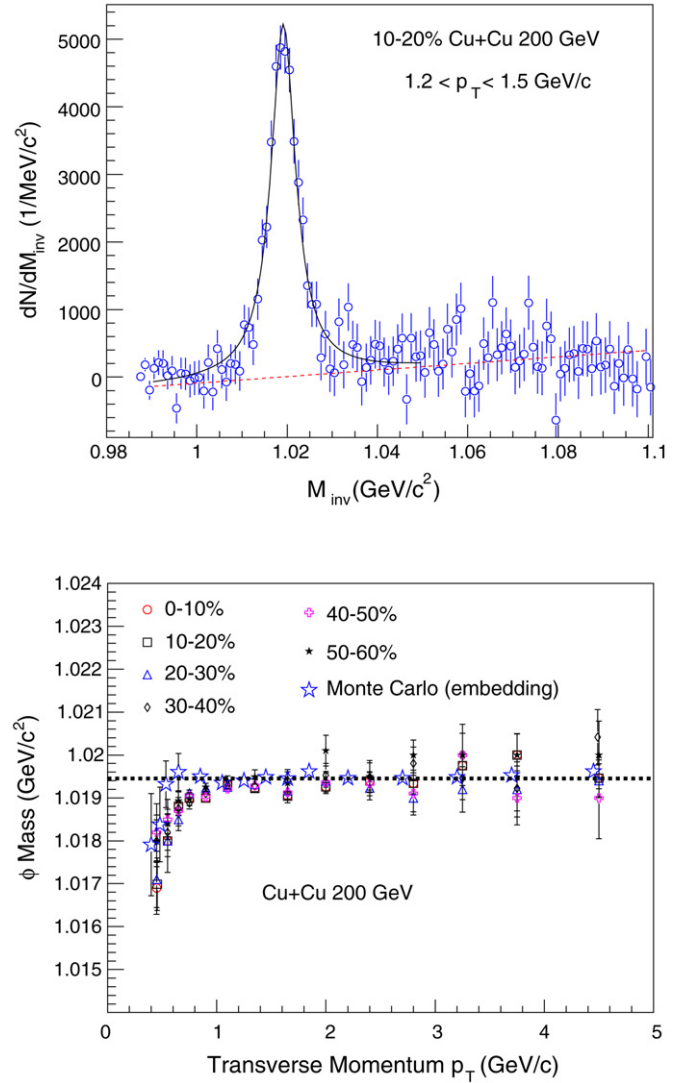 5000
4000
3000
2000
1000
0
dN/dM_inv (1/MeV/c²)
10-20% Cu+Cu 200 GeV
1.2 < p_T < 1.5 GeV/c
0.98 1 1.02 1.04 1.06 1.08 1.1
M_inv (GeV/c²)
1.024
1.023
1.022
1.021
1.02
1.019
1.018
1.017
1.016
1.015
ϕ Mass (GeV/c²)
0-10%
10-20%
20-30%
30-40%
40-50%
50-60%
Monte Carlo (embedding)
Cu+Cu 200 GeV
0 1 2 3 4 5
Transverse Momentum p_T (GeV/c)